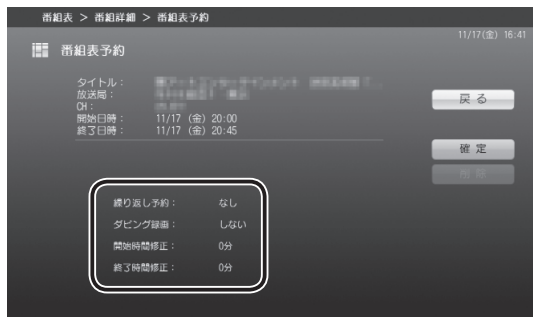 番組表 > 番組詳細 > 番組表予約
11/17(金) 16:41
番組表予約
タイトル：
放送局：
CH：
開始日時： 11/17 (金) 20:00
終了日時： 11/17 (金) 20:45
戻る
確定
削除
繰り返し予約： なし
ダビング録画： しない
開始時間修正： 0分
終了時間修正： 0分